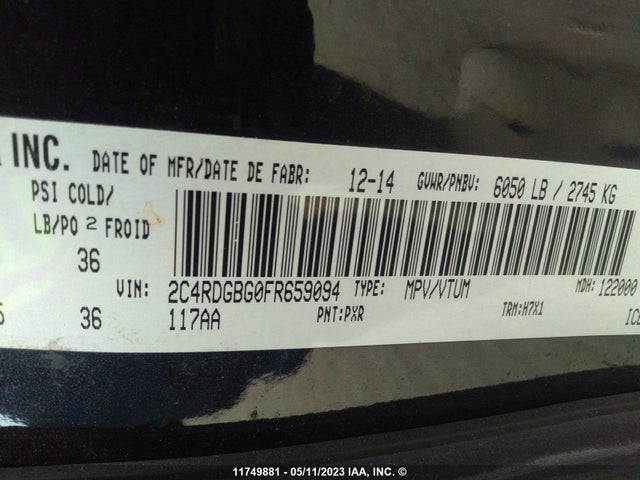 INC. DATE OF MFR/DATE DE FABR: 12-14 GVWR/PNBV: 6050 LB / 2745 KG
PSI COLD/
LB/PO 2 FROID
36
VIN: 2C4RDGBG0FR659094 TYPE: MPV/VTUM MDH: 122000
36 117AA PNT:PXR TRM:H7X1 ICE
11749881 - 05/11/2023 IAA, INC. ©